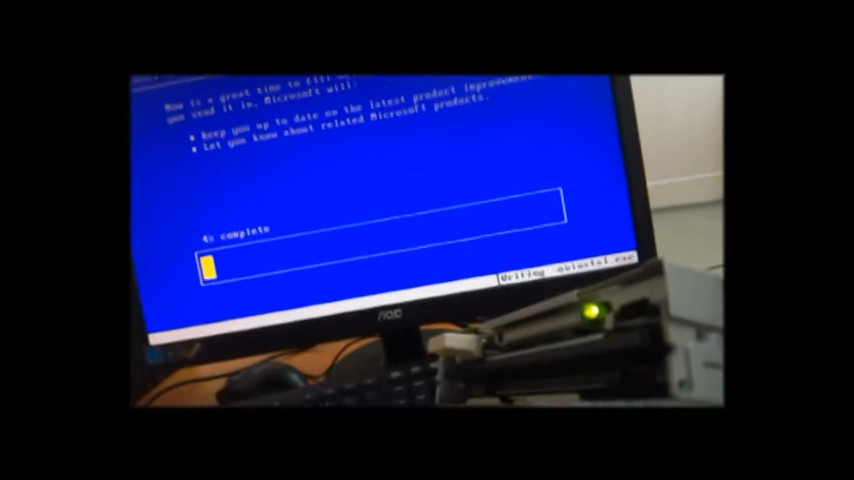 Now is a great time to fill
you send it in, Microsoft will:
• Keep you up to date on the latest product improvements
• Let you know about related Microsoft products.
4% complete
Writing
AOC